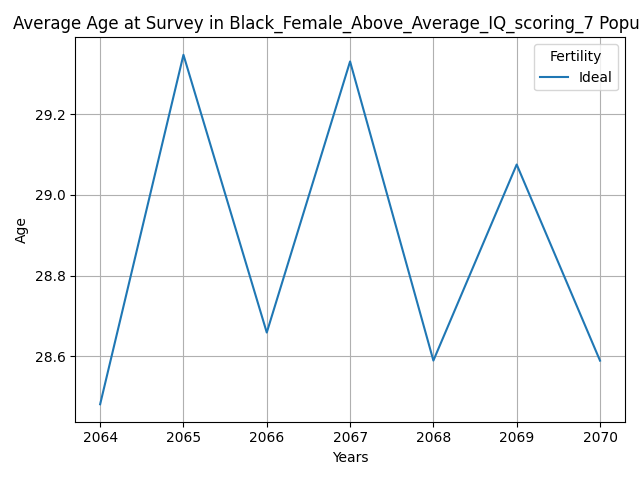 Average Age at Survey in Black_Female_Above_Average_IQ_scoring_7 Popu
Fertility
Ideal
29.2
29.0
28.8
28.6
Age
2064 2065 2066 2067 2068 2069 2070
Years